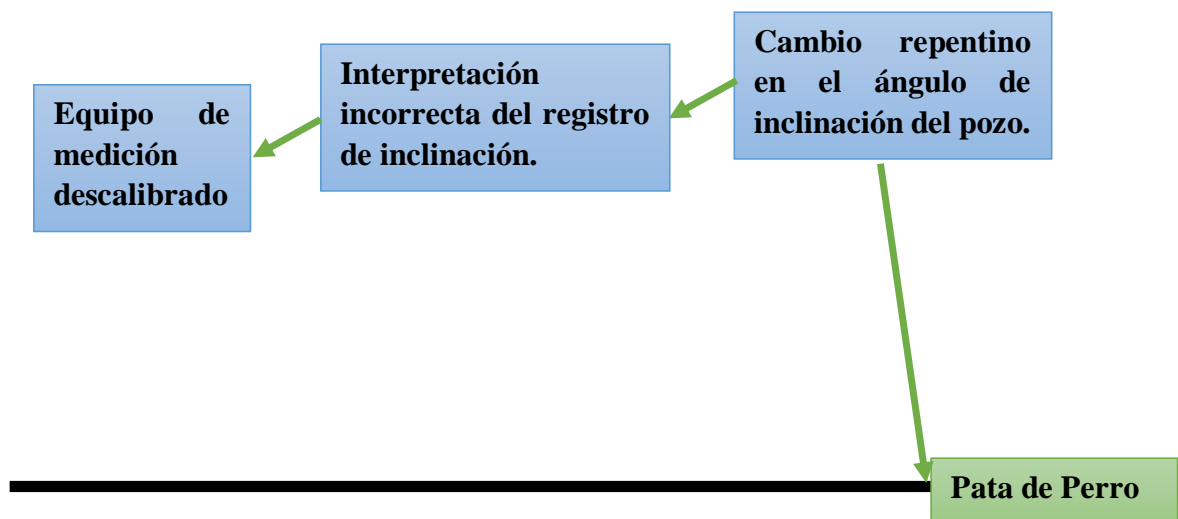 Equipo de
medición
descalibrado
Interpretación
incorrecta del registro
de inclinación.
Cambio repentino
en el ángulo de
inclinación del pozo.
Pata de Perro